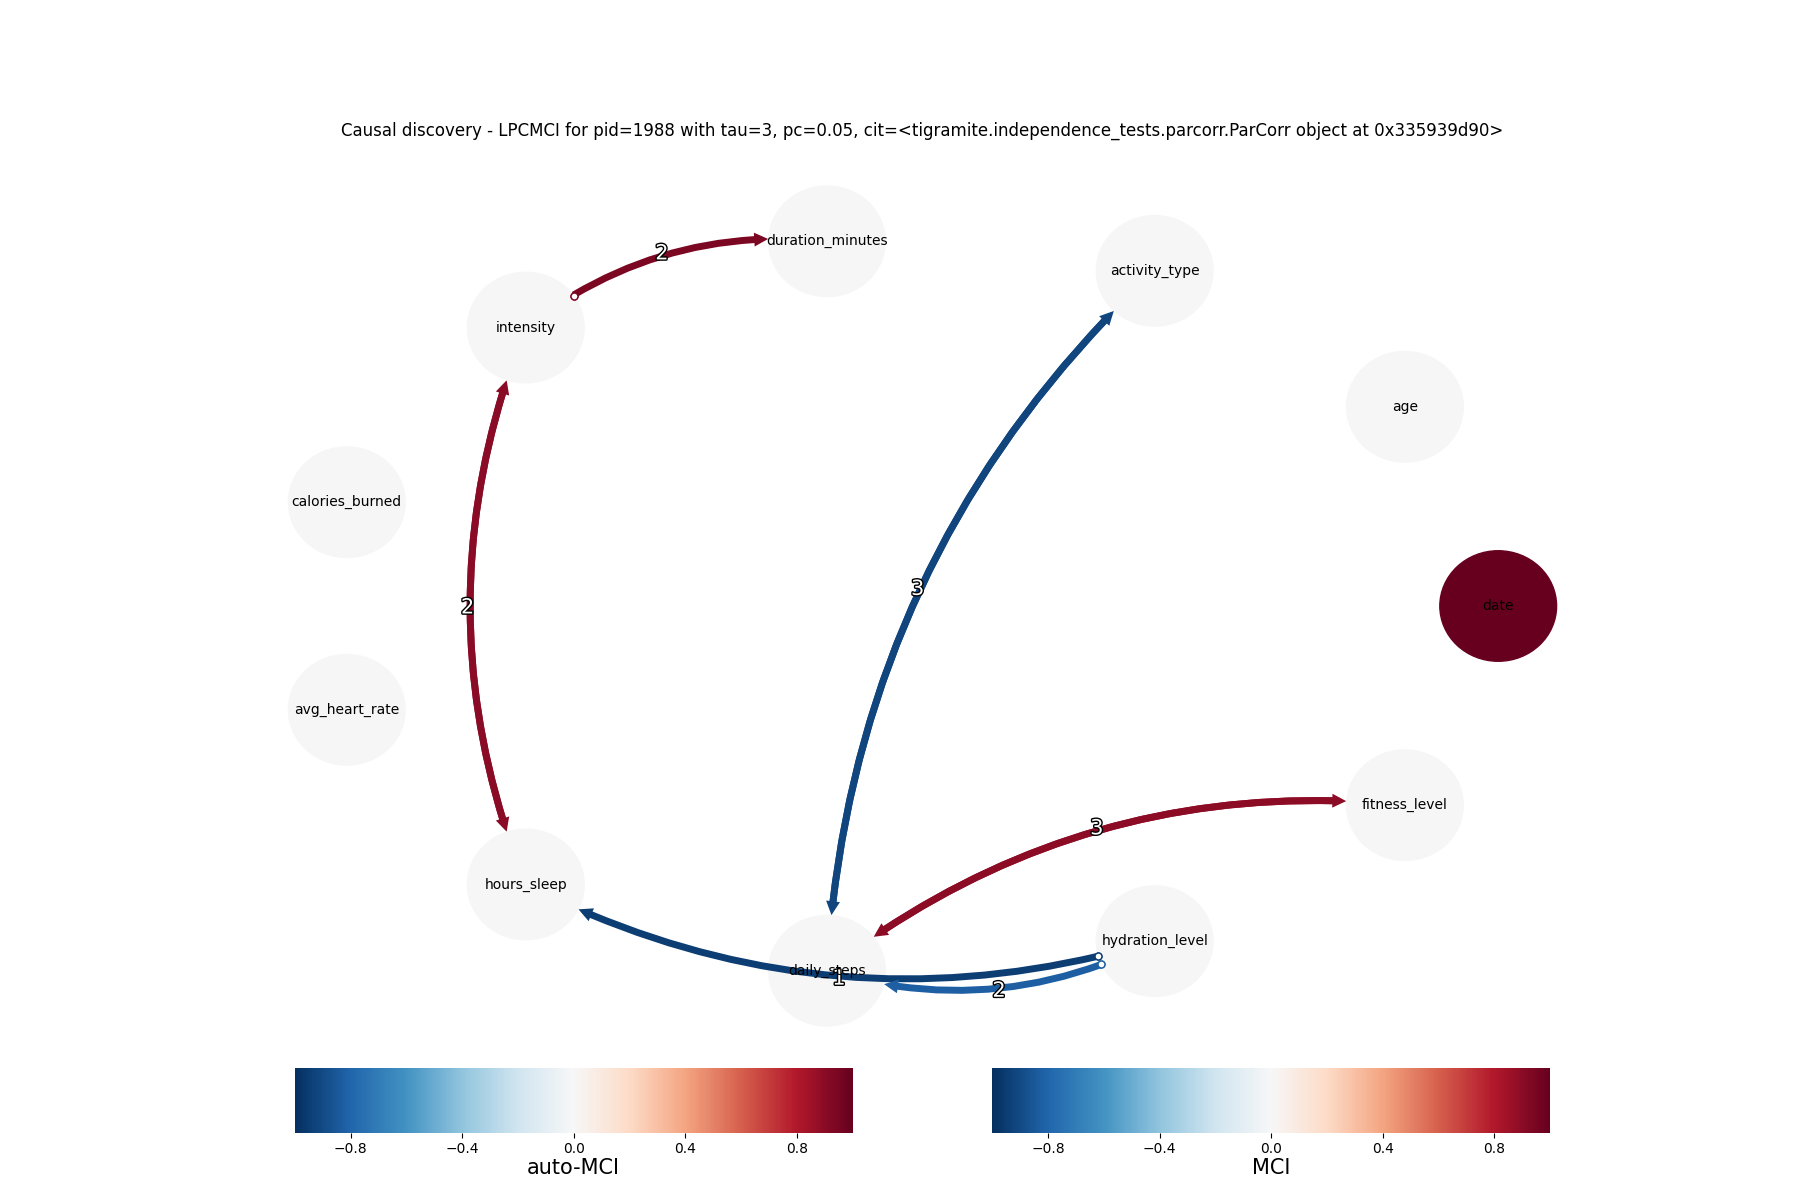 Causal discovery - LPCMCI for pid=1988 with tau=3, pc=0.05, cit=<tigramite.independence_tests.parcorr.ParCorr object at 0x335939d90>
duration_minutes
2
activity_type
intensity
age
calories_burned
3
2
date
avg_heart_rate
fitness_level
3
hours_sleep
hydration_level
daily_steps
1
2
−0.8 −0.4 0.0 0.4 0.8
auto-MCI
−0.8 −0.4 0.0 0.4 0.8
MCI